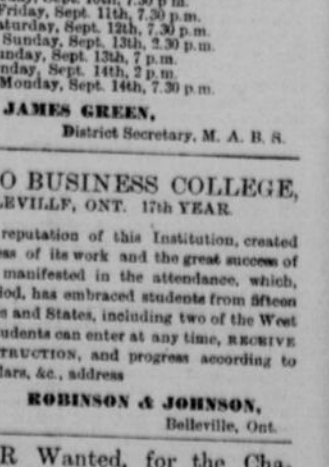 Friday, Sept. 11th, 7.30 p.m.
aturday, Sept. 12th, 7.30 p.m.
Sunday, Sept. 13th, 2.30 p.m.
unday, Sept. 13th, 7 p.m.
nday, Sept. 14th, 2 p.m.
Monday, Sept. 14th, 7.30 p.m.
JAMES GREEN,
District Secretary, M. A. B. S.
O BUSINESS COLLEGE,
LEVILLE, ONT. 17th YEAR.
reputation of this Institution, created
ess of its work and the great success of
manifested in the attendance, which,
iod, has embraced students from fifteen
s and States, including two of the West
udents can enter at any time, RECEIVE
TRUCTION, and progress according to
lars, &c., address
ROBINSON & JOHNSON,
Belleville, Ont.
R Wanted, for the Cha-